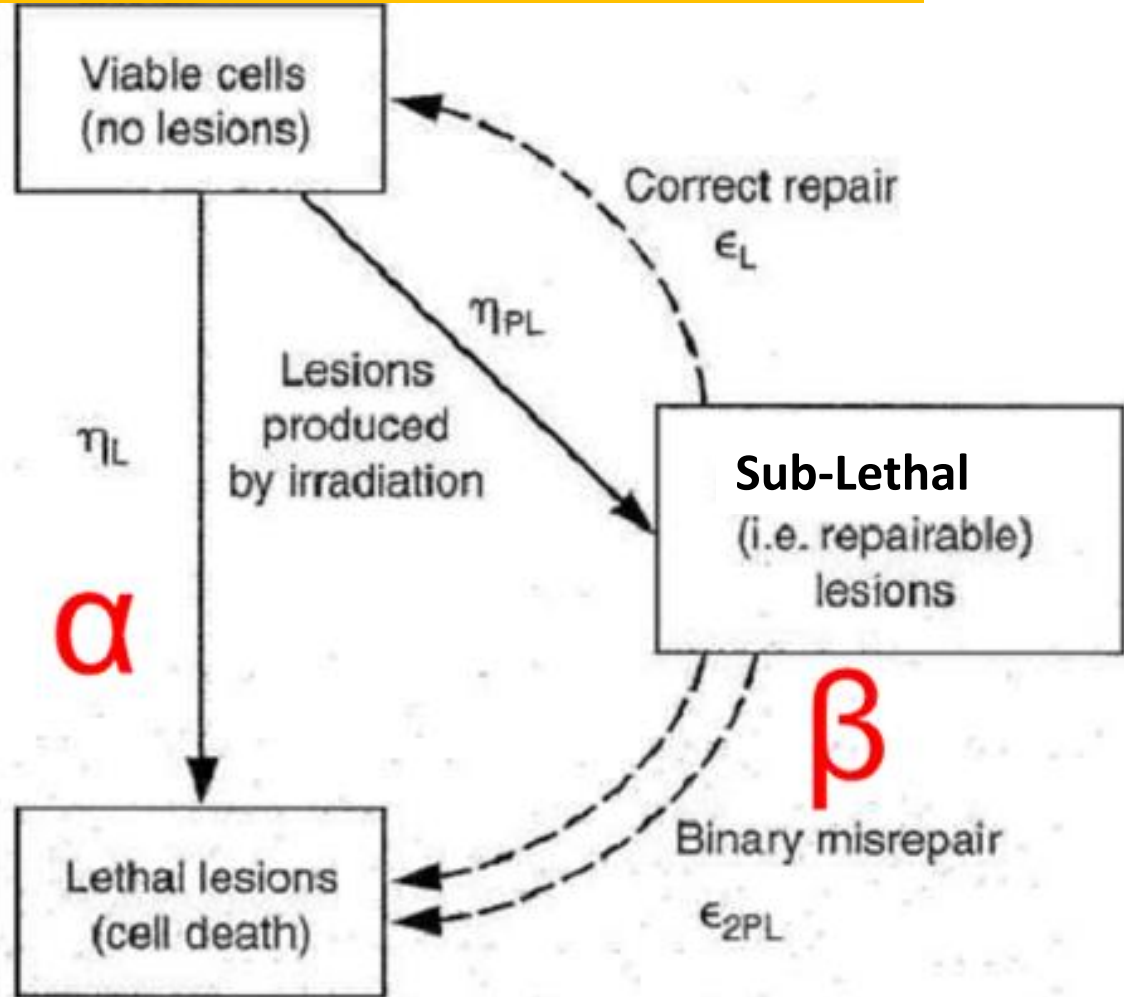 Viable cells
(no lesions)
Correct repair
ϵL
ηPL
Lesions
produced
by irradiation
ηL
Sub-Lethal
(i.e. repairable)
lesions
α
β
Binary misrepair
ϵ2PL
Lethal lesions
(cell death)